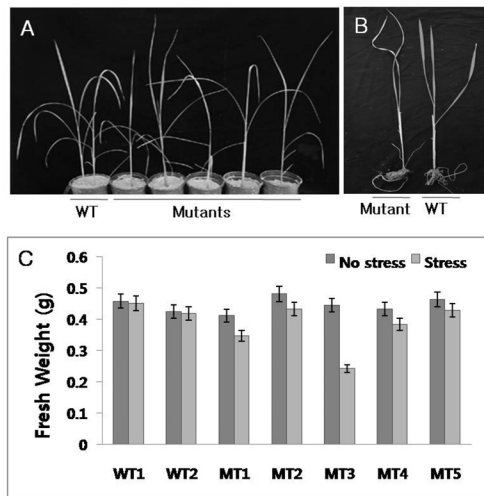 A
B
WT Mutants
Mutant WT
C
No stress Stress
Fresh Weight (g)
0.6
0.5
0.4
0.3
0.2
0.1
0
WT1 WT2 MT1 MT2 MT3 MT4 MT5